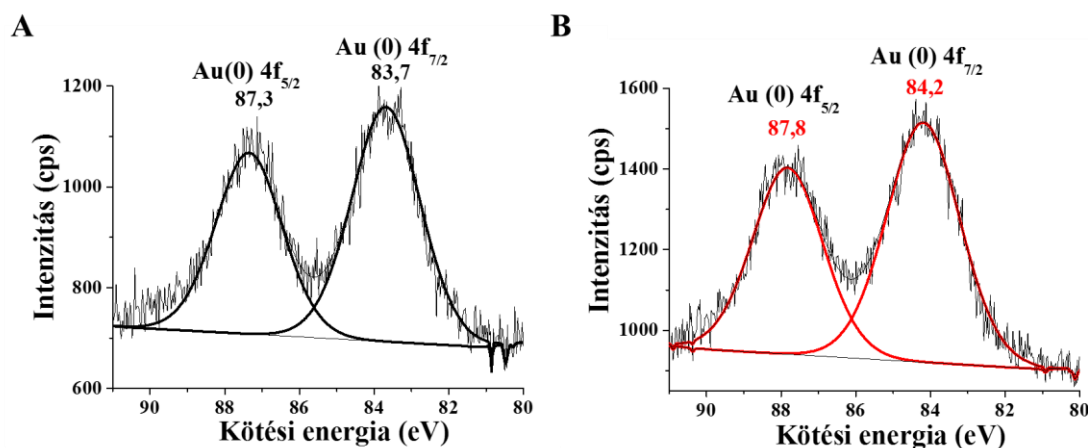 A
Au (0) 4f7/2
83,7
Au(0) 4f5/2
87,3
1200
1000
800
600
Intenzitás (cps)
90 88 86 84 82 80
Kötési energia (eV)
B
Au (0) 4f7/2
84,2
Au (0) 4f5/2
87,8
1600
1400
1200
1000
Intenzitás (cps)
90 88 86 84 82 80
Kötési energia (eV)